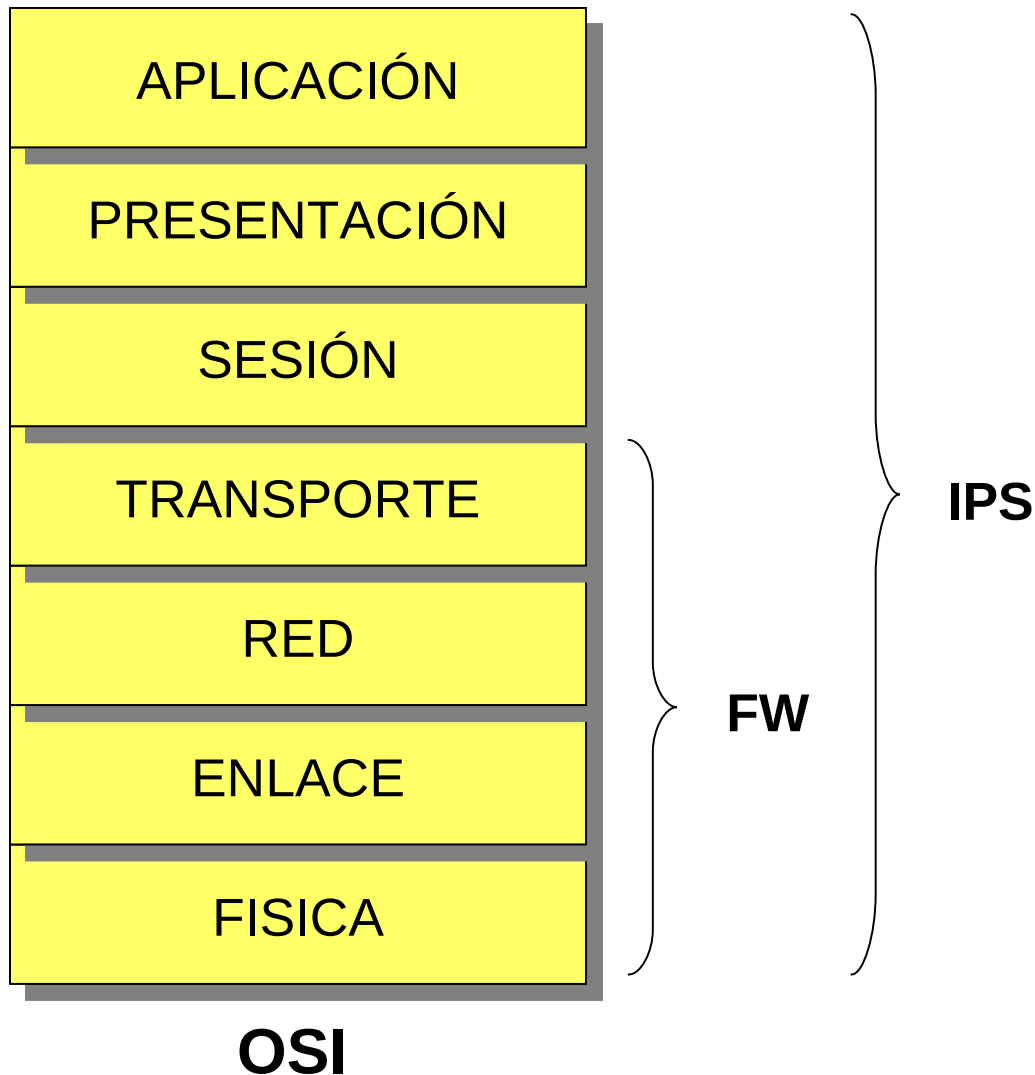 APLICACIÓN
PRESENTACIÓN
SESIÓN
TRANSPORTE
RED
ENLACE
FISICA
IPS
FW
OSI